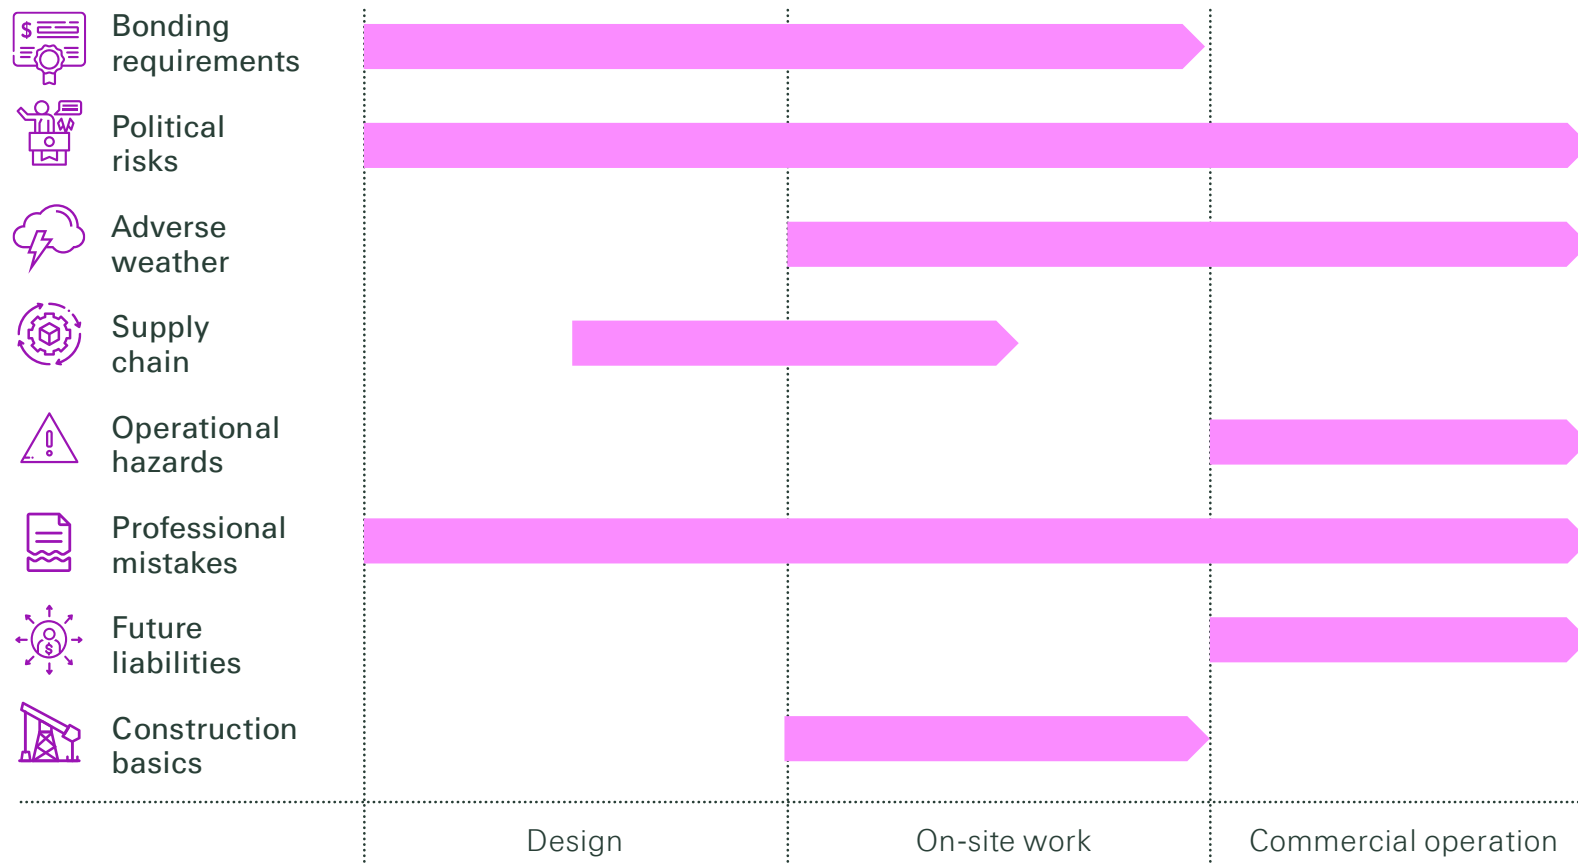 Bonding
requirements
Political
risks
Adverse
weather
Supply
chain
Operational
hazards
Professional
mistakes
Future
liabilities
Construction
basics
Design
On-site work
Commercial operation